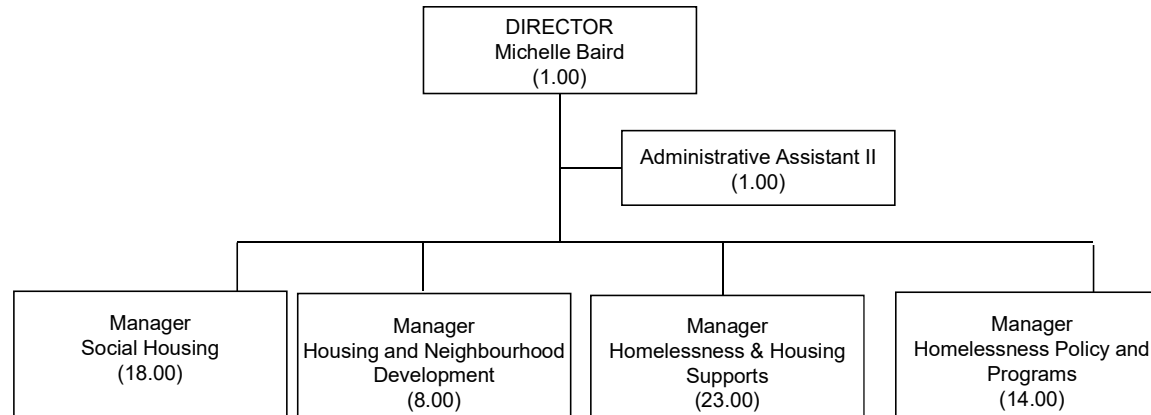 DIRECTOR
Michelle Baird
(1.00)
Administrative Assistant II
(1.00)
Manager
Social Housing
(18.00)
Manager
Housing and Neighbourhood
Development
(8.00)
Manager
Homelessness & Housing
Supports
(23.00)
Manager
Homelessness Policy and
Programs
(14.00)